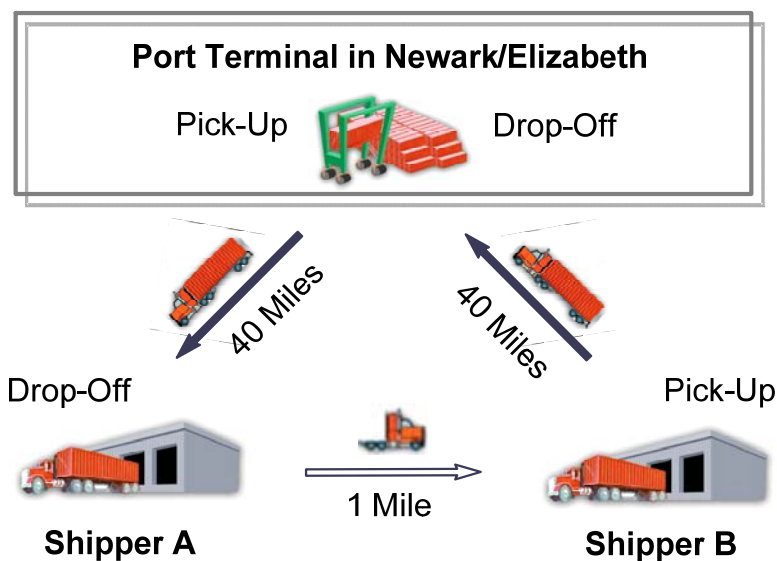 Port Terminal in Newark/Elizabeth
Pick-Up
Drop-Off
40 Miles
40 Miles
Drop-Off
Pick-Up
1 Mile
Shipper A
Shipper B